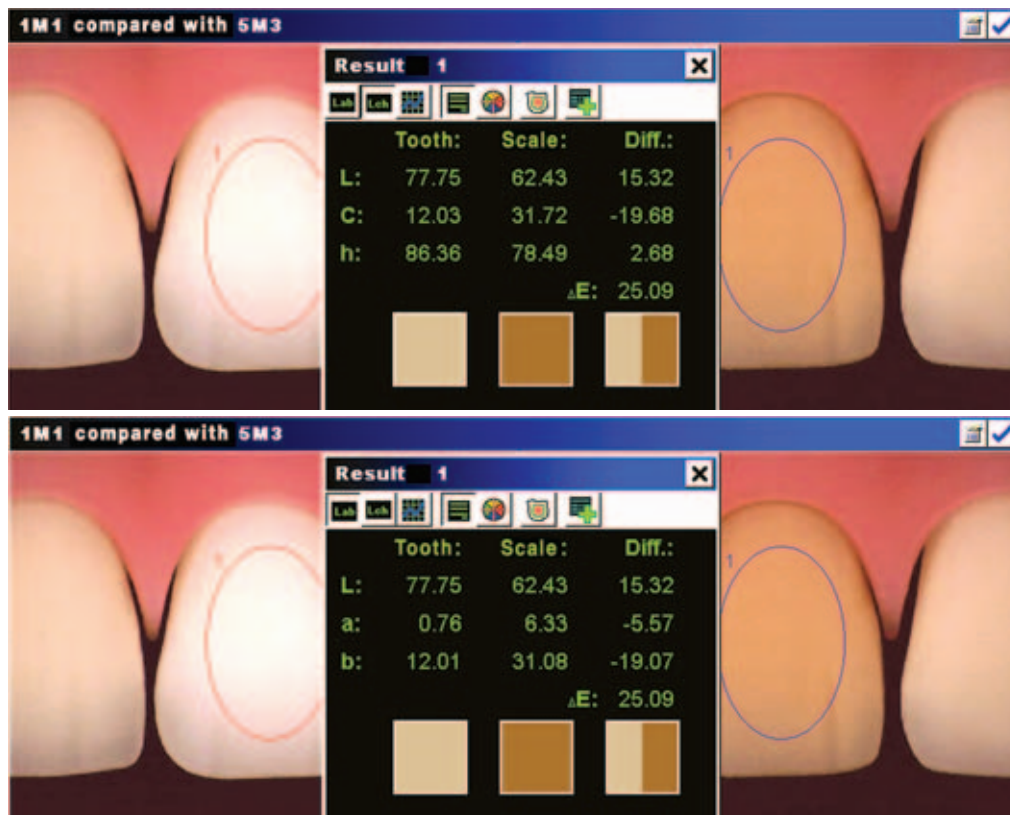 1M1 compared with 5M3
Result 1
Lab Lch
Tooth: Scale: Diff.:
L: 77.75 62.43 15.32
C: 12.03 31.72 -19.68
h: 86.36 78.49 2.68
△E: 25.09
1
1
1M1 compared with 5M3
Result 1
Lab Lch
Tooth: Scale: Diff.:
L: 77.75 62.43 15.32
a: 0.76 6.33 -5.57
b: 12.01 31.08 -19.07
△E: 25.09
1
1